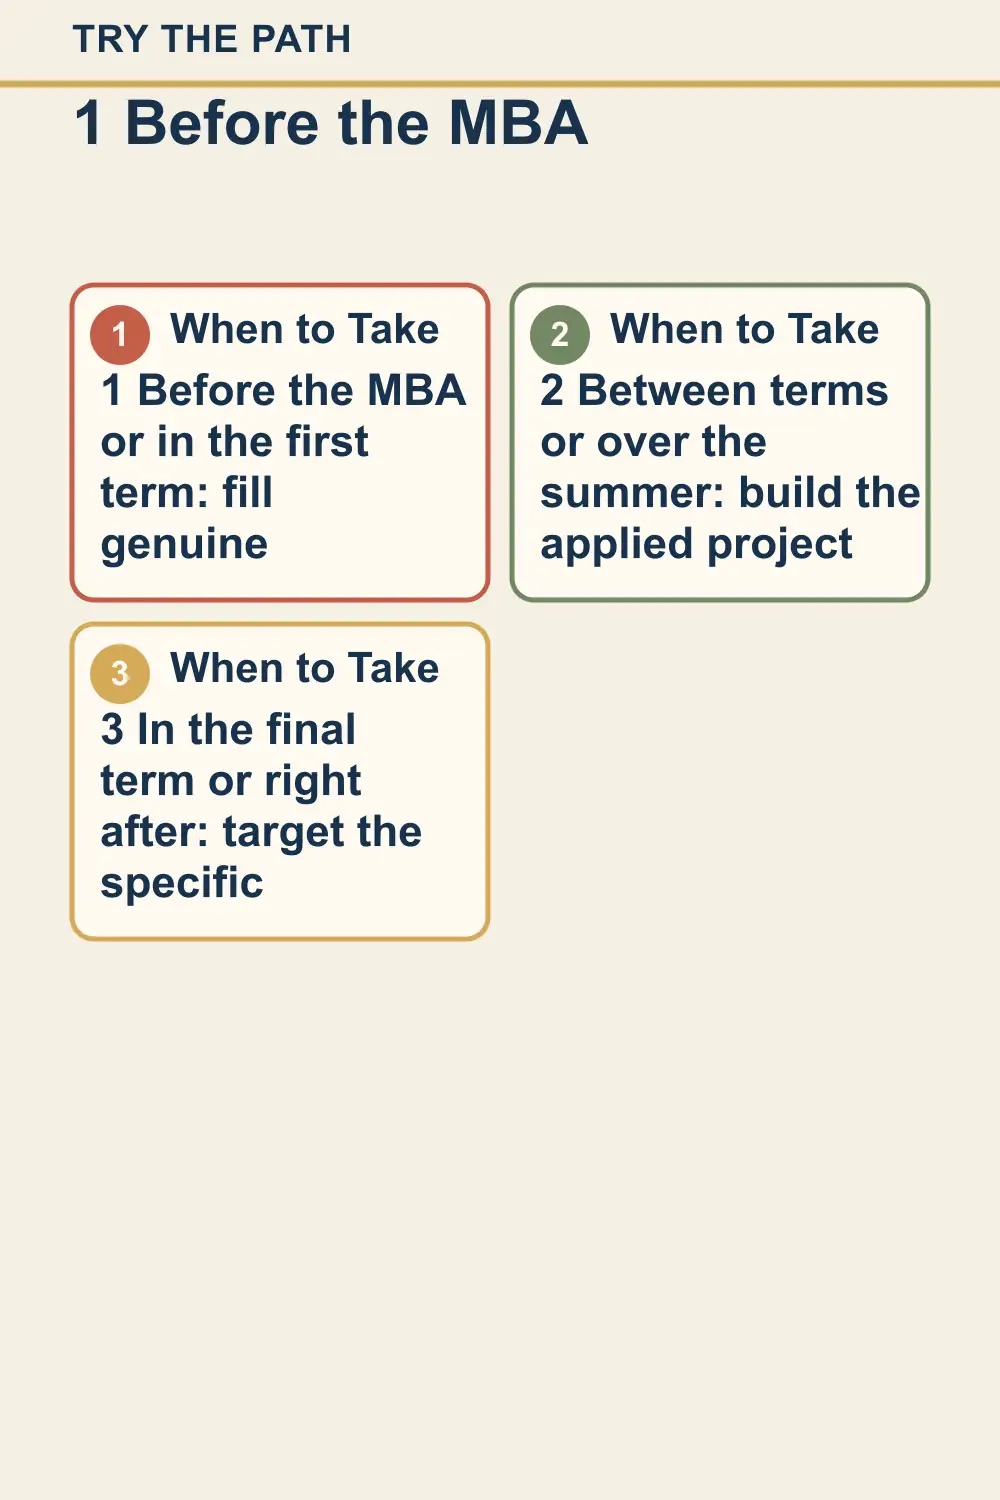 TRY THE PATH
1 Before the MBA
1
When to Take
1 Before the MBA
or in the first
term: fill
genuine
2
When to Take
2 Between terms
or over the
summer: build the
applied project
3
When to Take
3 In the final
term or right
after: target the
specific